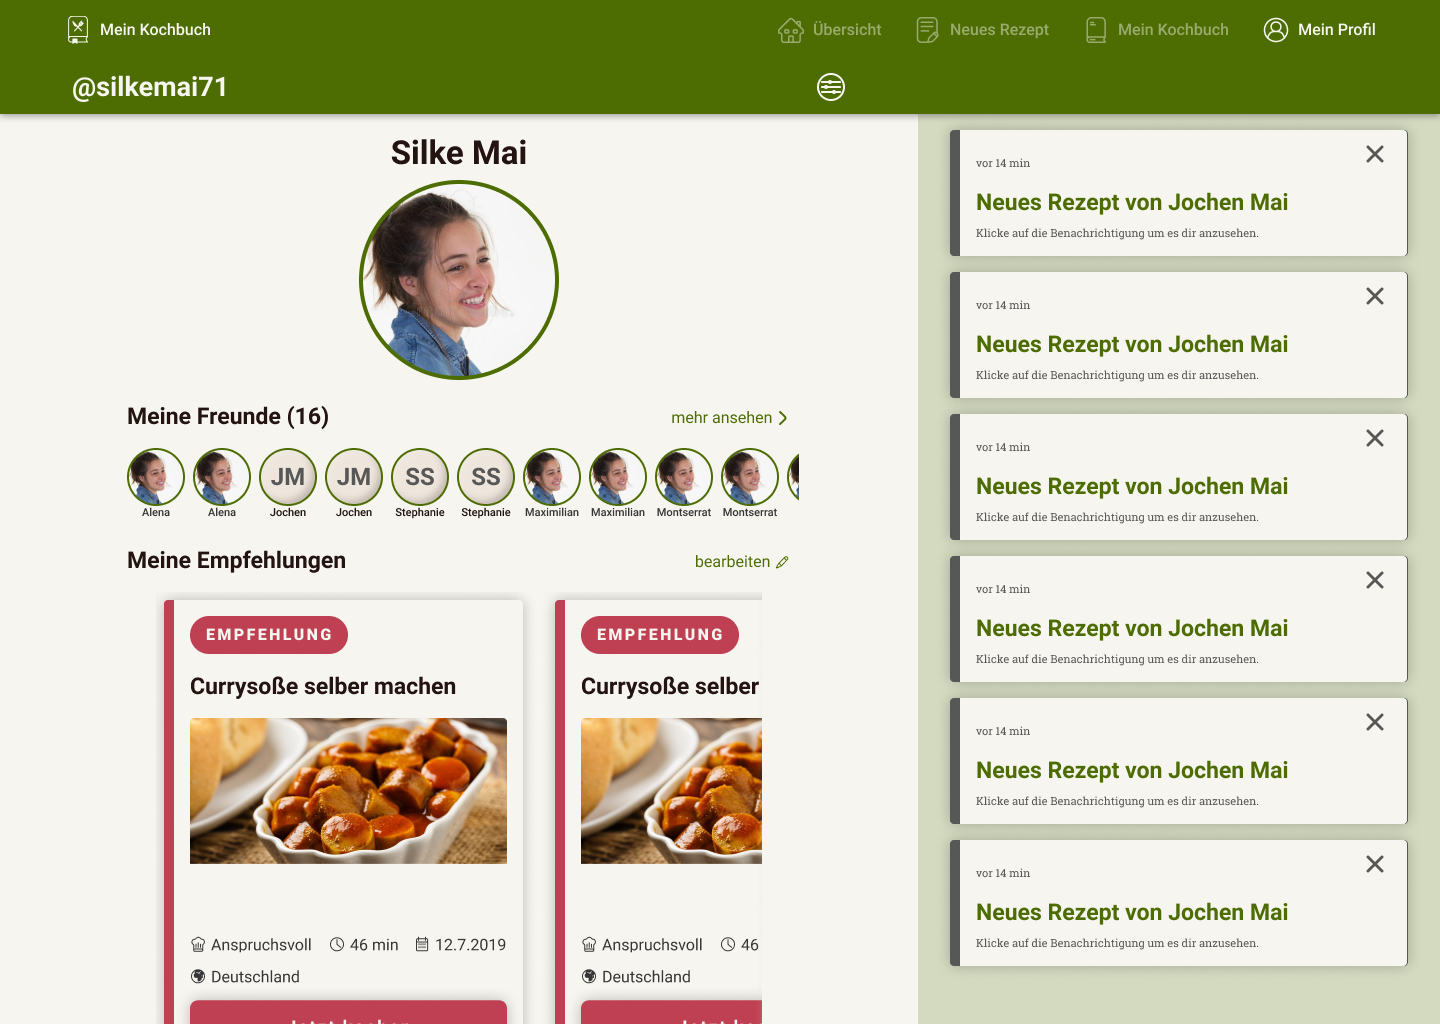 Mein Kochbuch
Übersicht
Neues Rezept
Mein Kochbuch
Mein Profil
@silkemai71
Silke Mai
Meine Freunde (16)
mehr ansehen
JM
JM
SS
SS
Alena
Alena
Jochen
Jochen
Stephanie
Stephanie
Maximilian
Maximilian
Montserrat
Montserrat
Meine Empfehlungen
bearbeiten
EMPFEHLUNG
Currysoße selber machen
Anspruchsvoll
46 min
12.7.2019
Deutschland
EMPFEHLUNG
Currysoße selber
Anspruchsvoll
46
Deutschland
vor 14 min
Neues Rezept von Jochen Mai
Klicke auf die Benachrichtigung um es dir anzusehen.
vor 14 min
Neues Rezept von Jochen Mai
Klicke auf die Benachrichtigung um es dir anzusehen.
vor 14 min
Neues Rezept von Jochen Mai
Klicke auf die Benachrichtigung um es dir anzusehen.
vor 14 min
Neues Rezept von Jochen Mai
Klicke auf die Benachrichtigung um es dir anzusehen.
vor 14 min
Neues Rezept von Jochen Mai
Klicke auf die Benachrichtigung um es dir anzusehen.
vor 14 min
Neues Rezept von Jochen Mai
Klicke auf die Benachrichtigung um es dir anzusehen.